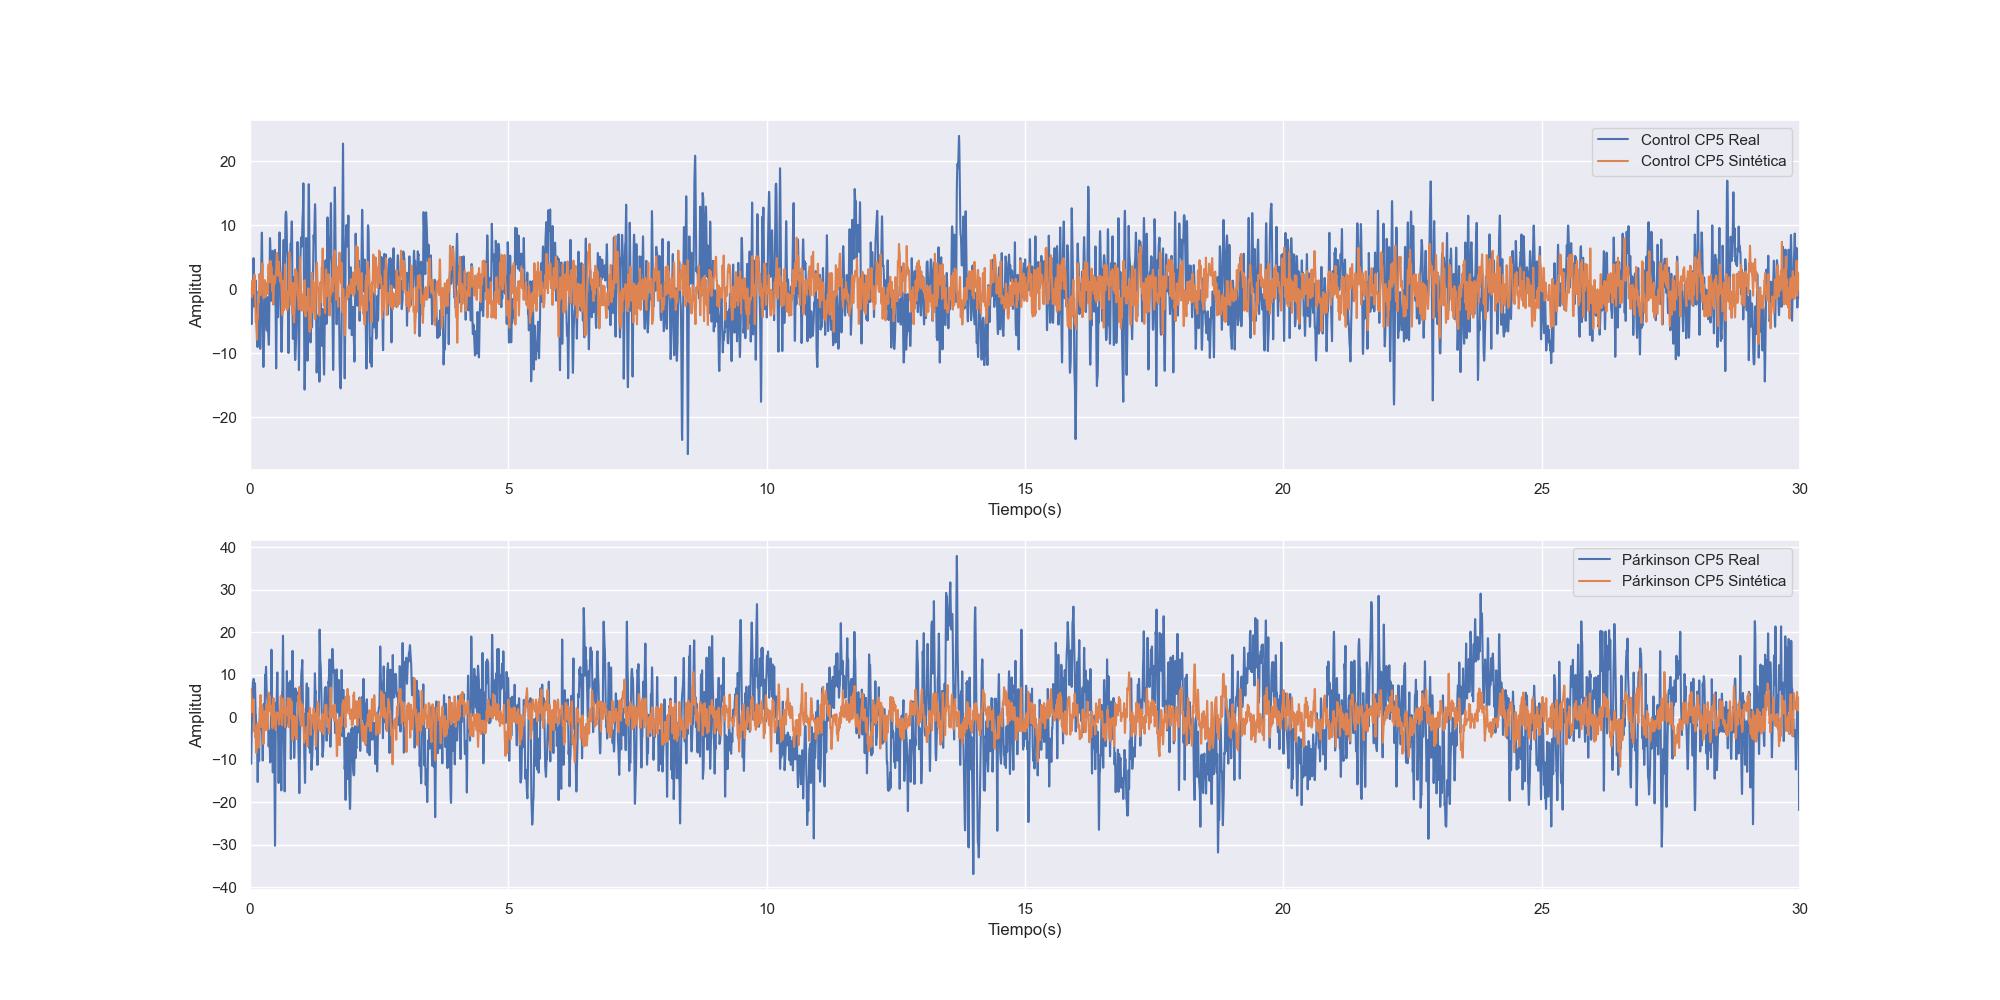 Control CP5 Real
Control CP5 Sintética
Amplitud
20
10
0
−10
−20
0 5 10 15 20 25 30
Tiempo(s)
Párkinson CP5 Real
Párkinson CP5 Sintética
Amplitud
40
30
20
10
0
−10
−20
−30
−40
0 5 10 15 20 25 30
Tiempo(s)